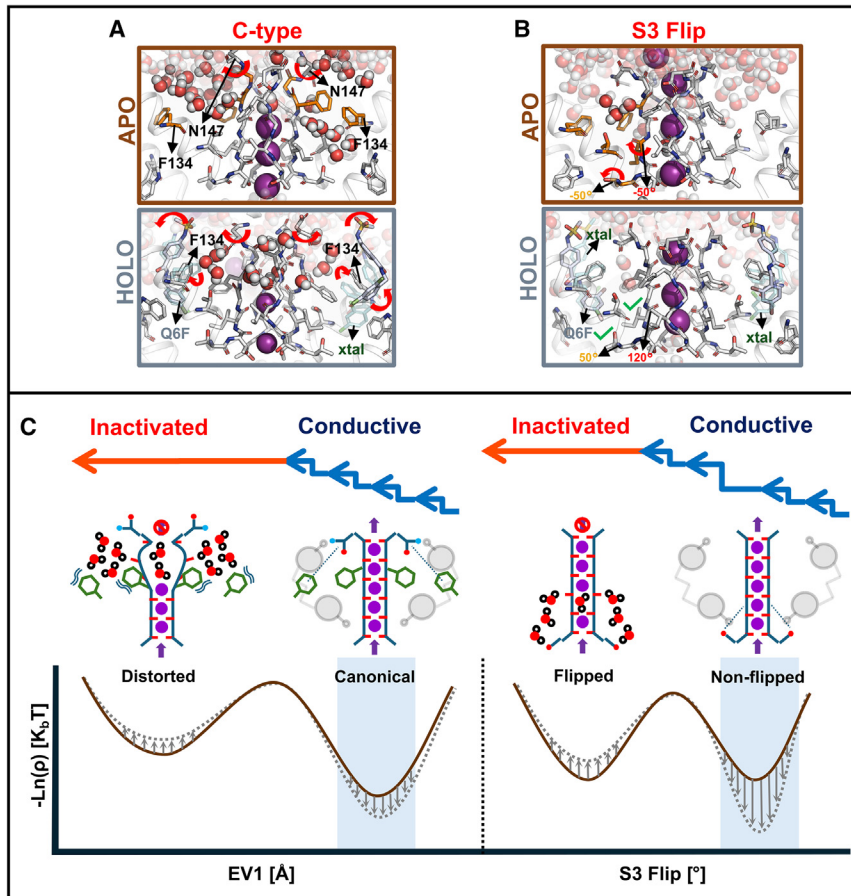 A
C-type
B
S3 Flip
APO
N147
N147
F134
F134
APO
-50°
-50°
HOLO
F134
F134
Q6F
xtal
HOLO
xtal
Q6F
xtal
50°
120°
C
Inactivated
Conductive
Inactivated
Conductive
Distorted
Canonical
Flipped
Non-flipped
-Ln(ρ) [KbT]
EV1 [Å]
S3 Flip [°]